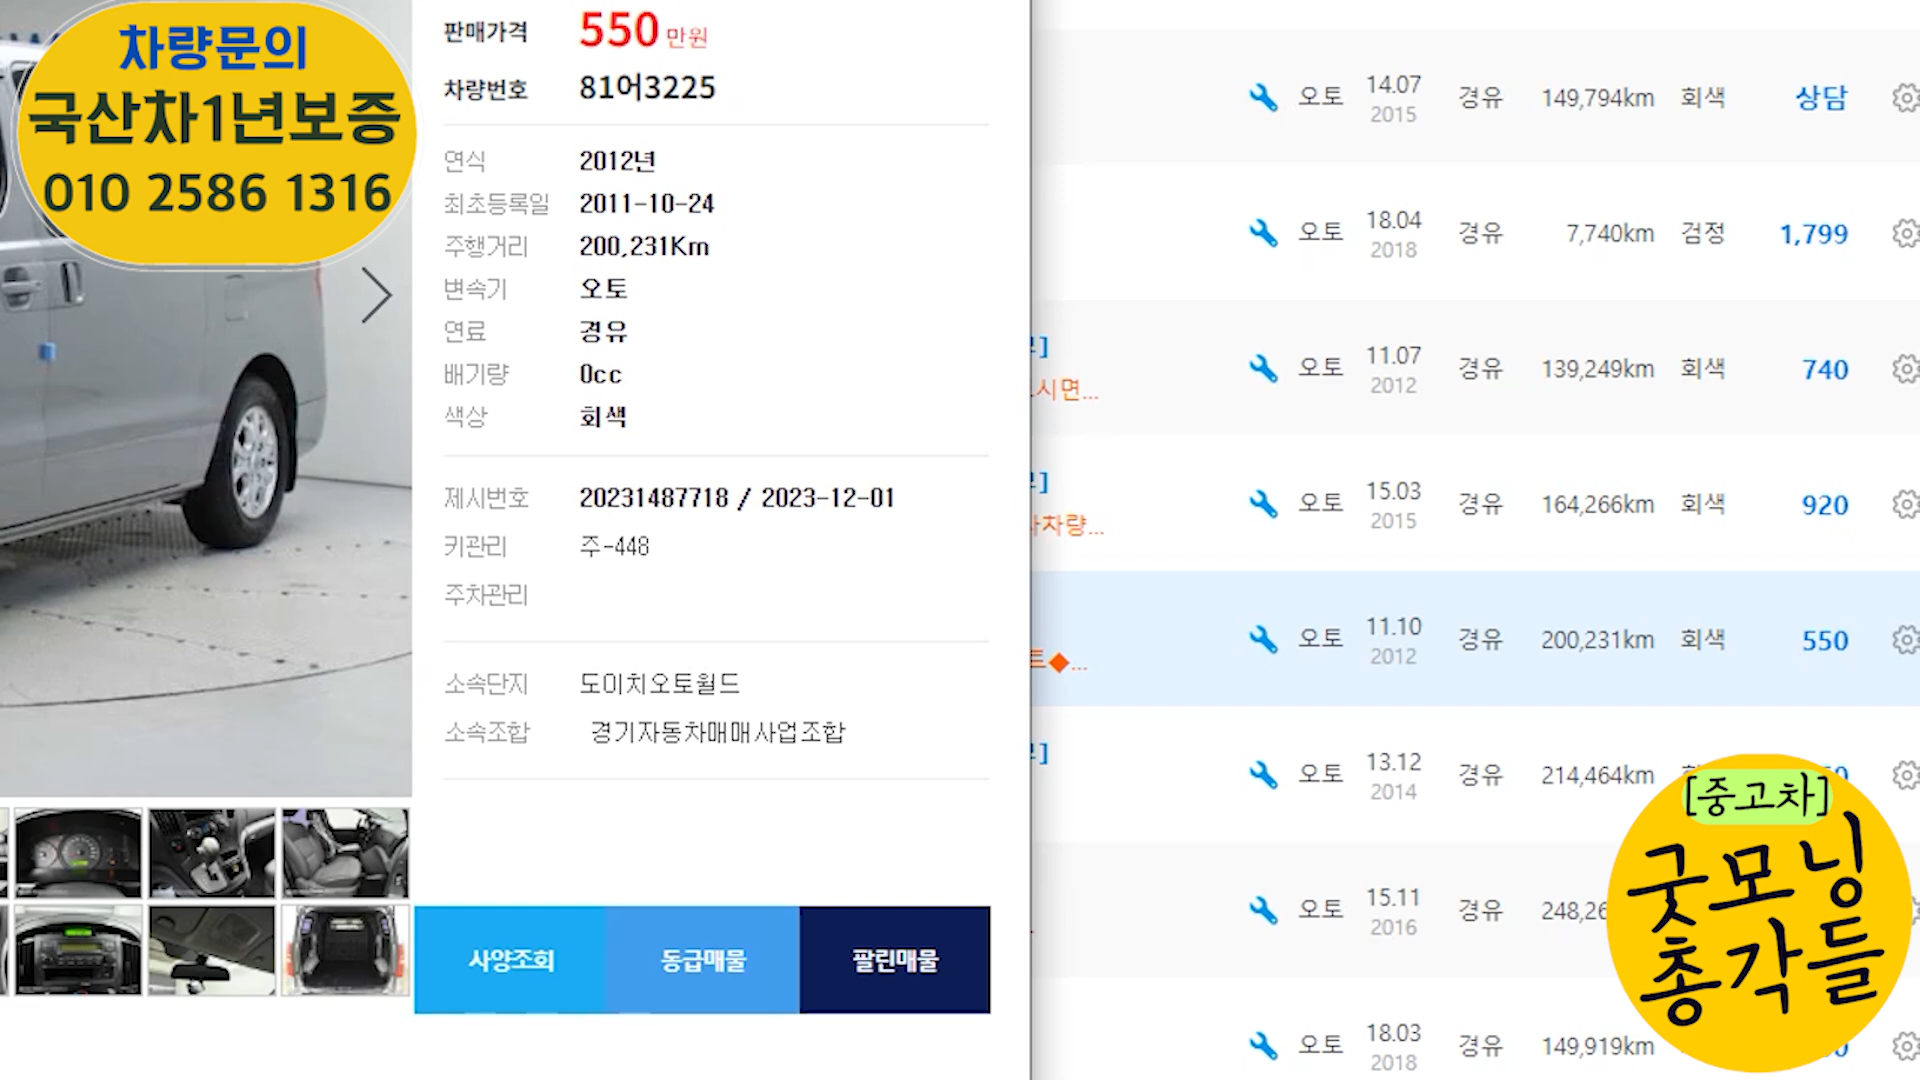 차량문의
국산차1년보증
010 2586 1316
판매가격 550 만원
차량번호 81어3225
연식 2012년
최초등록일 2011-10-24
주행거리 200,231Km
변속기 오토
연료 경유
배기량 0cc
색상 회색
제시번호 20231487718 / 2023-12-01
키관리 주-448
주차관리
소속단지 도이치오토월드
소속조합 경기자동차매매사업조합
사양조회 동급매물 팔린매물
오토 14.07 2015 경유 149,794km 회색 상담
오토 18.04 2018 경유 7,740km 검정 1,799
]
시면...
오토 11.07 2012 경유 139,249km 회색 740
]
차량...
오토 15.03 2015 경유 164,266km 회색 920
트◆...
오토 11.10 2012 경유 200,231km 회색 550
]
오토 13.12 2014 경유 214,464km
오토 15.11 2016 경유 248,26
오토 18.03 2018 경유 149,919km
[중고차]
굿모닝
총각들